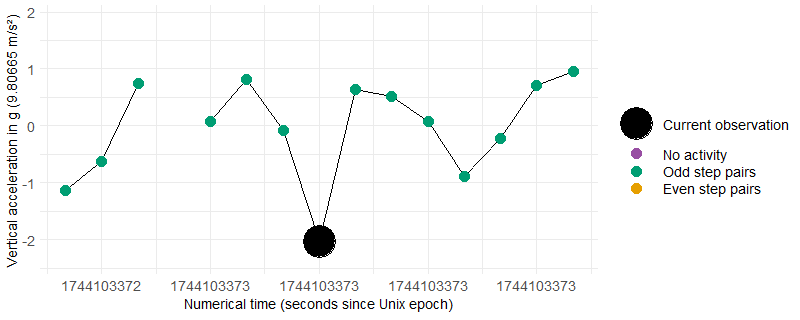 Vertical acceleration in g (9.80665 m/s²)
2
1
0
-1
-2
1744103372 1744103373 1744103373 1744103373 1744103373
Numerical time (seconds since Unix epoch)
Current observation
No activity
Odd step pairs
Even step pairs